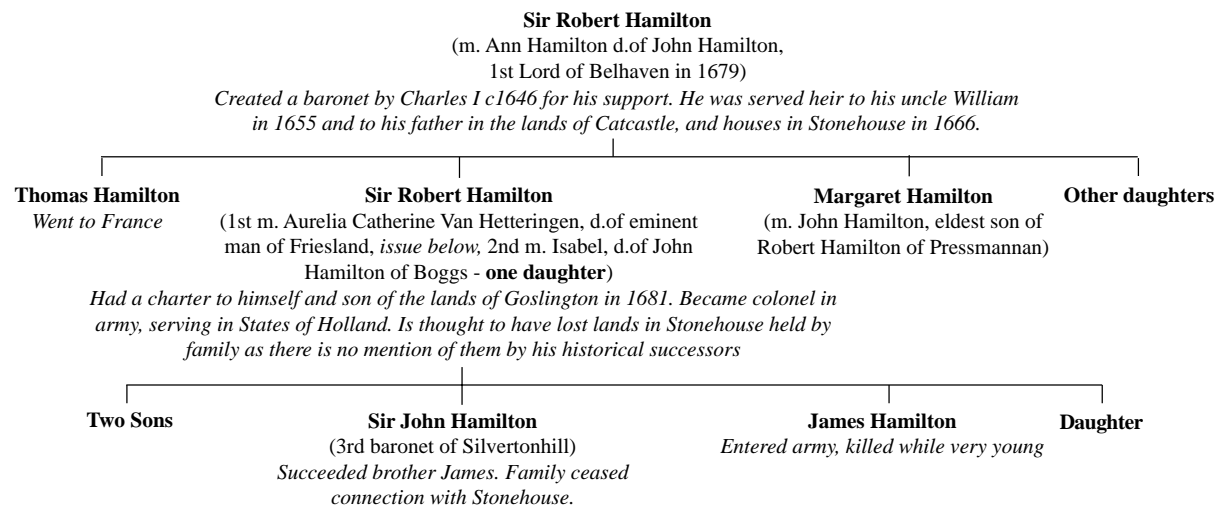 Sir Robert Hamilton
(m. Ann Hamilton d.of John Hamilton,
1st Lord of Belhaven in 1679)
Created a baronet by Charles I c1646 for his support. He was served heir to his uncle William
in 1655 and to his father in the lands of Catcastle, and houses in Stonehouse in 1666.
Thomas Hamilton
Went to France
Sir Robert Hamilton
(1st m. Aurelia Catherine Van Hetteringen, d.of eminent
man of Friesland, issue below, 2nd m. Isabel, d.of John
Hamilton of Boggs - one daughter)
Had a charter to himself and son of the lands of Goslington in 1681. Became colonel in
army, serving in States of Holland. Is thought to have lost lands in Stonehouse held by
family as there is no mention of them by his historical successors
Margaret Hamilton
(m. John Hamilton, eldest son of
Robert Hamilton of Pressmannan)
Other daughters
Two Sons
Sir John Hamilton
(3rd baronet of Silvertonhill)
Succeeded brother James. Family ceased
connection with Stonehouse.
James Hamilton
Entered army, killed while very young
Daughter